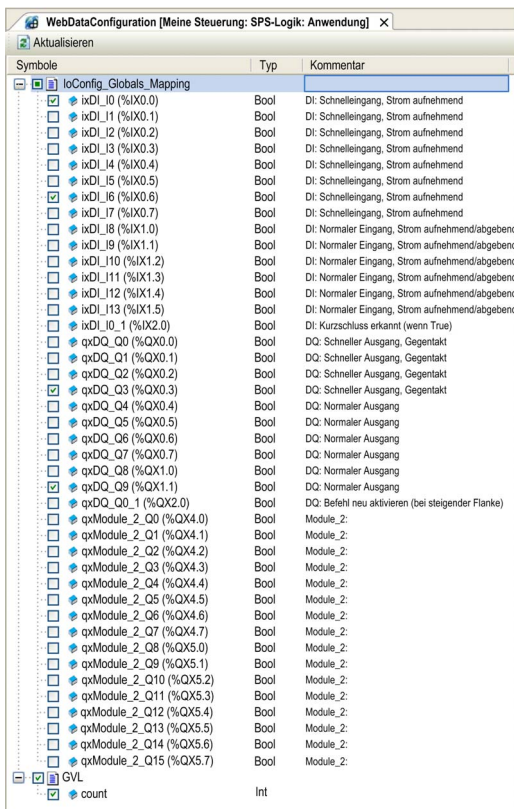 WebDataConfiguration [Meine Steuerung: SPS-Logik: Anwendung] X
Aktualisieren
Symbole Typ Kommentar
IoConfig_Globals_Mapping
ixDI_I0 (%IX0.0) Bool DI: Schnelleingang, Strom aufnehmend
ixDI_I1 (%IX0.1) Bool DI: Schnelleingang, Strom aufnehmend
ixDI_I2 (%IX0.2) Bool DI: Schnelleingang, Strom aufnehmend
ixDI_I3 (%IX0.3) Bool DI: Schnelleingang, Strom aufnehmend
ixDI_I4 (%IX0.4) Bool DI: Schnelleingang, Strom aufnehmend
ixDI_I5 (%IX0.5) Bool DI: Schnelleingang, Strom aufnehmend
ixDI_I6 (%IX0.6) Bool DI: Schnelleingang, Strom aufnehmend
ixDI_I7 (%IX0.7) Bool DI: Schnelleingang, Strom aufnehmend
ixDI_I8 (%IX1.0) Bool DI: Normaler Eingang, Strom aufnehmend/abgebend
ixDI_I9 (%IX1.1) Bool DI: Normaler Eingang, Strom aufnehmend/abgebend
ixDI_I10 (%IX1.2) Bool DI: Normaler Eingang, Strom aufnehmend/abgebend
ixDI_I11 (%IX1.3) Bool DI: Normaler Eingang, Strom aufnehmend/abgebend
ixDI_I12 (%IX1.4) Bool DI: Normaler Eingang, Strom aufnehmend/abgebend
ixDI_I13 (%IX1.5) Bool DI: Normaler Eingang, Strom aufnehmend/abgebend
ixDI_I0_1 (%IX2.0) Bool DI: Kurzschluss erkannt (wenn True)
qxDQ_Q0 (%QX0.0) Bool DQ: Schneller Ausgang, Gegentakt
qxDQ_Q1 (%QX0.1) Bool DQ: Schneller Ausgang, Gegentakt
qxDQ_Q2 (%QX0.2) Bool DQ: Schneller Ausgang, Gegentakt
qxDQ_Q3 (%QX0.3) Bool DQ: Schneller Ausgang, Gegentakt
qxDQ_Q4 (%QX0.4) Bool DQ: Normaler Ausgang
qxDQ_Q5 (%QX0.5) Bool DQ: Normaler Ausgang
qxDQ_Q6 (%QX0.6) Bool DQ: Normaler Ausgang
qxDQ_Q7 (%QX0.7) Bool DQ: Normaler Ausgang
qxDQ_Q8 (%QX1.0) Bool DQ: Normaler Ausgang
qxDQ_Q9 (%QX1.1) Bool DQ: Normaler Ausgang
qxDQ_Q0_1 (%QX2.0) Bool DQ: Befehl neu aktivieren (bei steigender Flanke)
qxModule_2_Q0 (%QX4.0) Bool Module_2:
qxModule_2_Q1 (%QX4.1) Bool Module_2:
qxModule_2_Q2 (%QX4.2) Bool Module_2:
qxModule_2_Q3 (%QX4.3) Bool Module_2:
qxModule_2_Q4 (%QX4.4) Bool Module_2:
qxModule_2_Q5 (%QX4.5) Bool Module_2:
qxModule_2_Q6 (%QX4.6) Bool Module_2:
qxModule_2_Q7 (%QX4.7) Bool Module_2:
qxModule_2_Q8 (%QX5.0) Bool Module_2:
qxModule_2_Q9 (%QX5.1) Bool Module_2:
qxModule_2_Q10 (%QX5.2) Bool Module_2:
qxModule_2_Q11 (%QX5.3) Bool Module_2:
qxModule_2_Q12 (%QX5.4) Bool Module_2:
qxModule_2_Q13 (%QX5.5) Bool Module_2:
qxModule_2_Q14 (%QX5.6) Bool Module_2:
qxModule_2_Q15 (%QX5.7) Bool Module_2:
GVL
count Int